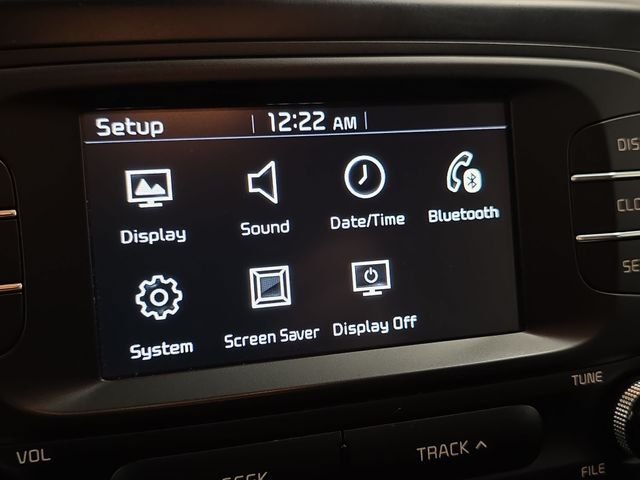 Setup
12:22 AM
Display
Sound
Date/Time
Bluetooth
System
Screen Saver
Display Off
TUNE
VOL
TRACK ^
FILE